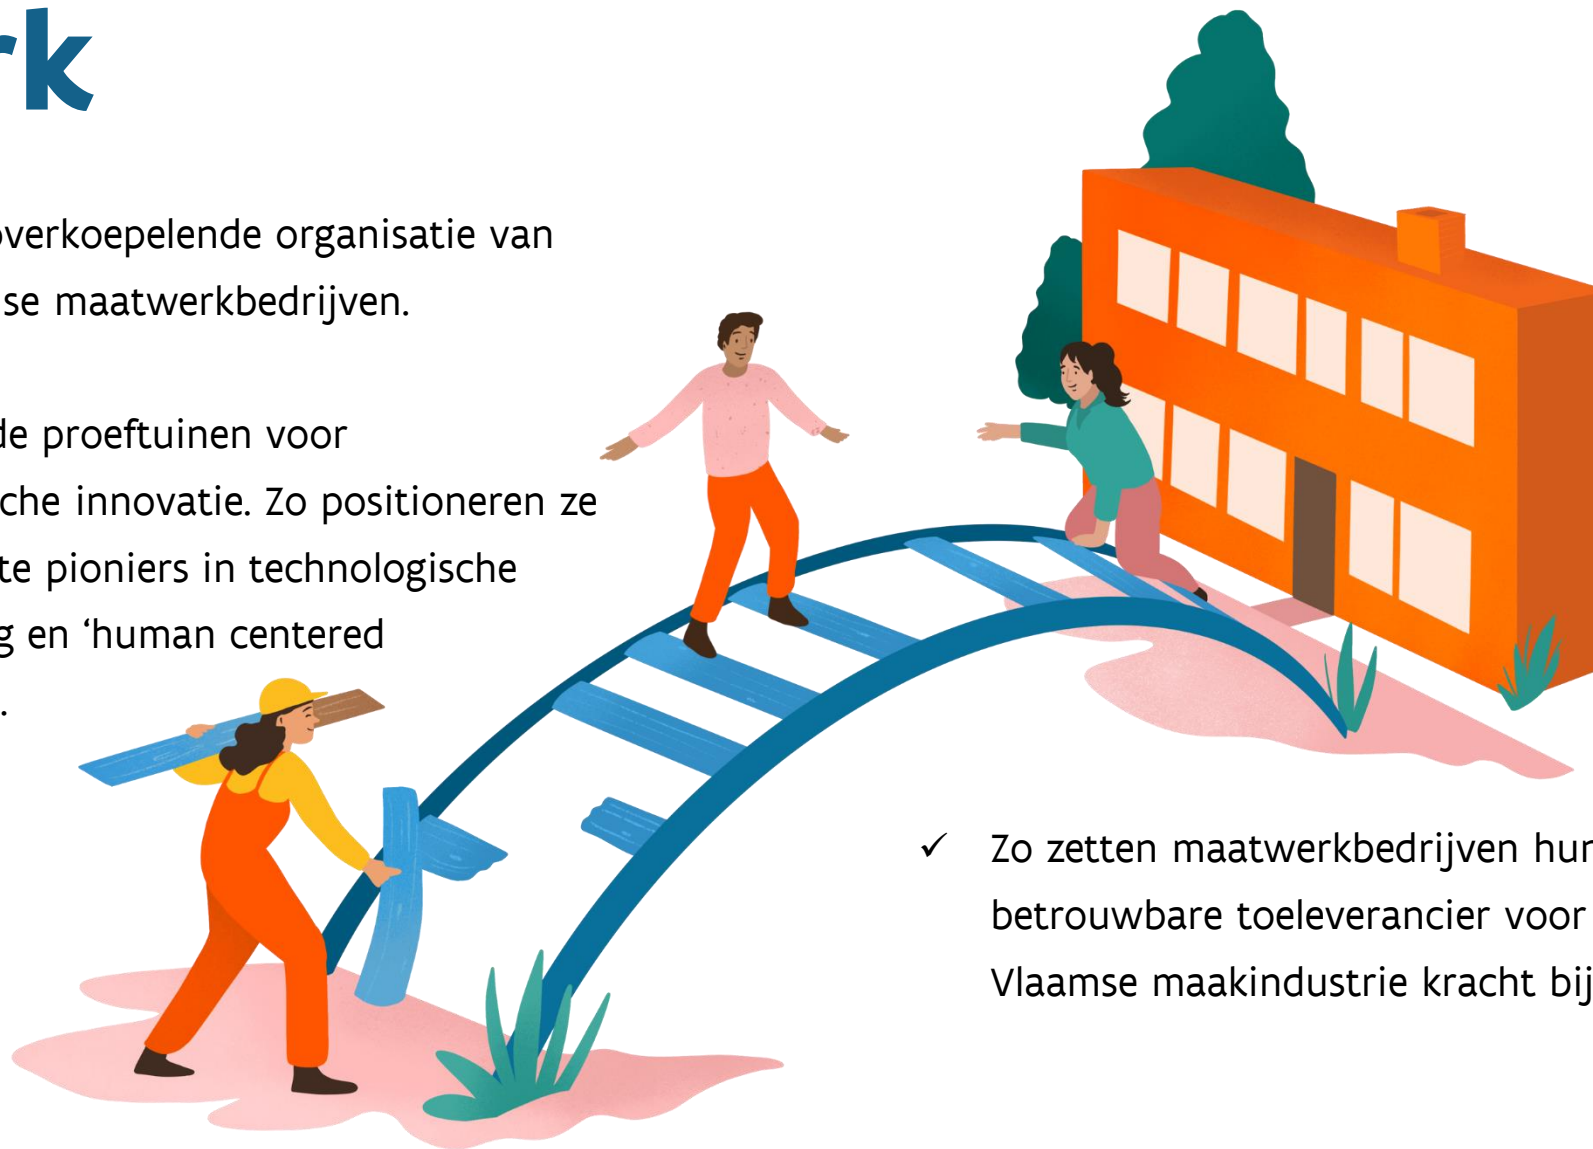 rk
overkoepelende organisatie van
se maatwerkbedrijven.
de proeftuinen voor
che innovatie. Zo positioneren ze
te pioniers in technologische
g en ‘human centered
.
✓ Zo zetten maatwerkbedrijven hun
betrouwbare toeleverancier voor
Vlaamse maakindustrie kracht bij